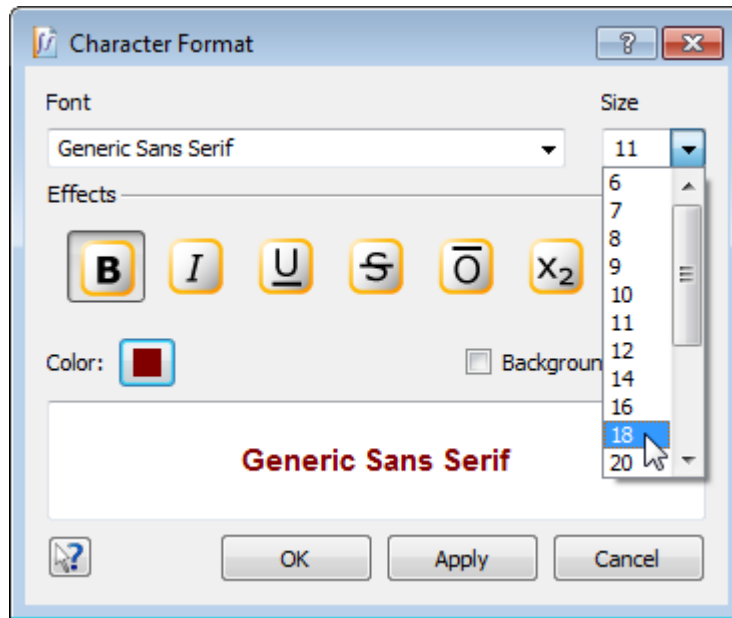 Character Format
Font
Size
Generic Sans Serif
11
Effects
6
7
8
9
10
11
12
14
16
18
20
B I U S O X2
Color:
Backgroun
Generic Sans Serif
OK
Apply
Cancel